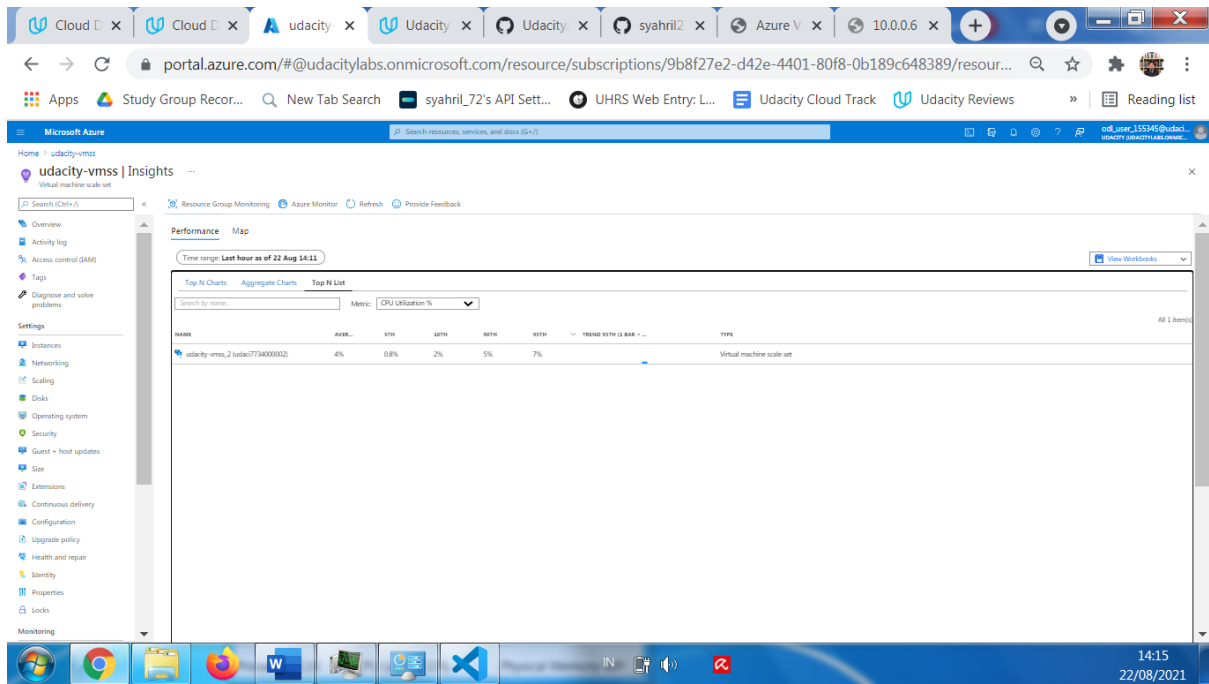 Cloud D
Cloud D
udacity-
Udacity
Udacity/
syahril2
Azure V
10.0.0.6
portal.azure.com/#@udacitylabs.onmicrosoft.com/resource/subscriptions/9b8f27e2-d42e-4401-80f8-0b189c648389/resour...
Apps
Study Group Recor...
New Tab Search
syahril_72's API Sett...
UHRS Web Entry: L...
Udacity Cloud Track
Udacity Reviews
»
Reading list
Microsoft Azure
Search resources, services, and docs (G+/)
odl_user_155345@udaci...
UDACITY (UDACITYLABS.ONMIC...
Home > udacity-vmss
udacity-vmss | Insights ...
Virtual machine scale set
Search (Ctrl+/)
«
Resource Group Monitoring
Azure Monitor
Refresh
Provide Feedback
Overview
Activity log
Access control (IAM)
Tags
Diagnose and solve
problems
Settings
Instances
Networking
Scaling
Disks
Operating system
Security
Guest + host updates
Size
Extensions
Continuous delivery
Configuration
Upgrade policy
Health and repair
Identity
Properties
Locks
Monitoring
Performance Map
Time range: Last hour as of 22 Aug 14:11
View Workbooks
Top N Charts Aggregate Charts Top N List
Search by name...
Metric: CPU Utilization %
All 1 item(s)
NAME AVER... 5TH 10TH 90TH 95TH TREND 95TH (1 BAR = ... TYPE
udacity-vmss_2 (udaci7734000002) 4% 0.8% 2% 5% 7% Virtual machine scale set
IN
14:15
22/08/2021